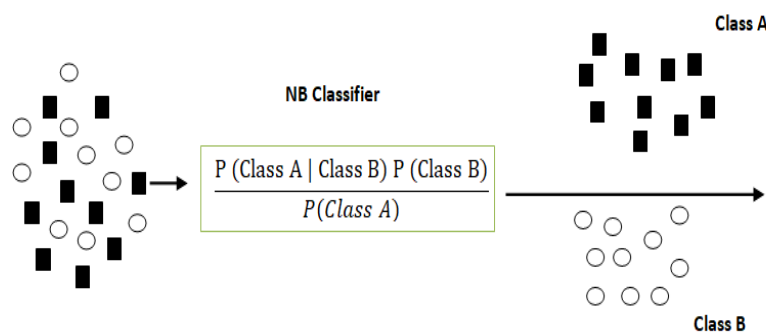 Class A
NB Classifier
P (Class A | Class B) P (Class B)
P(Class A)
Class B